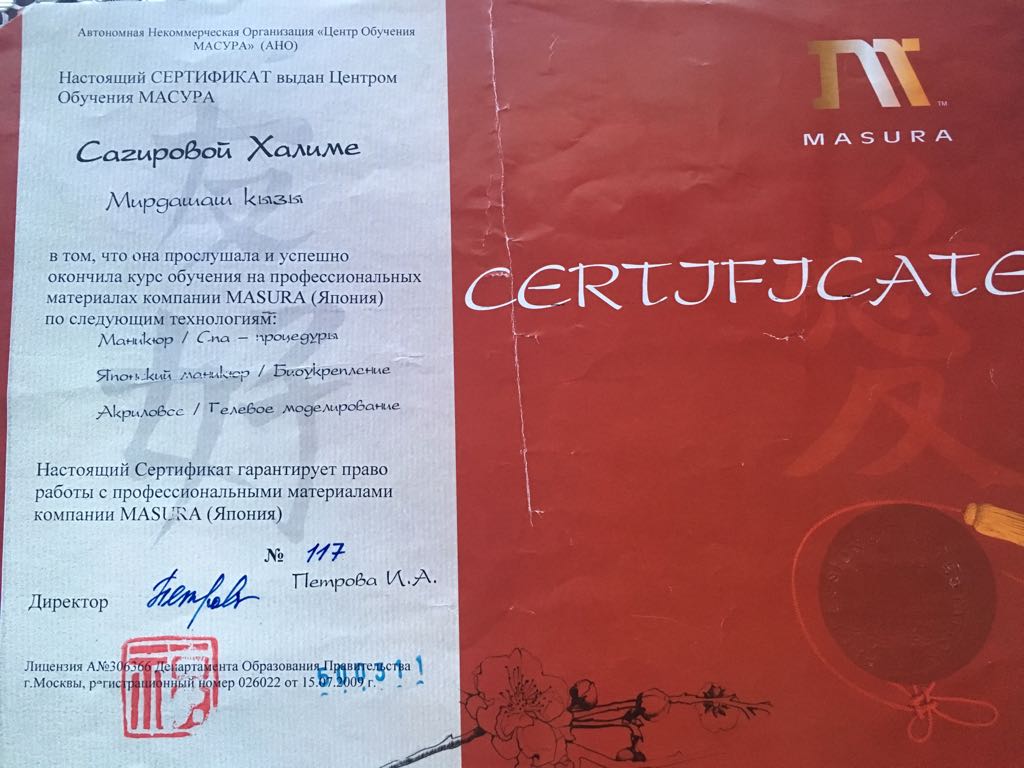 Автономная Некоммерческая Организация «Центр Обучения
МАСУРА» (АНО)
Настоящий СЕРТИФИКАТ выдан Центром
Обучения МАСУРА
Сагировой Халиме
Мирдашаш кызы
в том, что она прослушала и успешно
окончила курс обучения на профессиональных
материалах компании MASURA (Япония)
по следующим технологиям:
Маникюр / Спа – процедуры
Японский маникюр / Биоукрепление
Акриловое / Гелевое моделирование
Настоящий Сертификат гарантирует право
работы с профессиональными материалами
компании MASURA (Япония)
№ 117
Петрова И.А.
Директор
Петрова
Лицензия А№306366 Департамента Образования Правительства
г.Москвы, регистрационный номер 026022 от 15.07.2009 г.
MASURA
TM
CERTIFICATE
愛